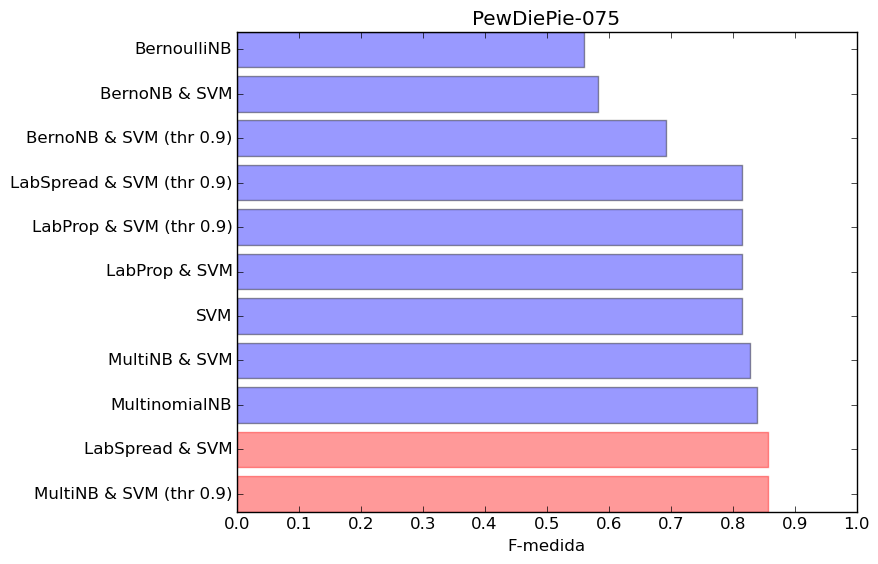 PewDiePie-075
BernoulliNB
BernoNB & SVM
BernoNB & SVM (thr 0.9)
LabSpread & SVM (thr 0.9)
LabProp & SVM (thr 0.9)
LabProp & SVM
SVM
MultiNB & SVM
MultinomialNB
LabSpread & SVM
MultiNB & SVM (thr 0.9)
0.0 0.1 0.2 0.3 0.4 0.5 0.6 0.7 0.8 0.9 1.0
F-medida